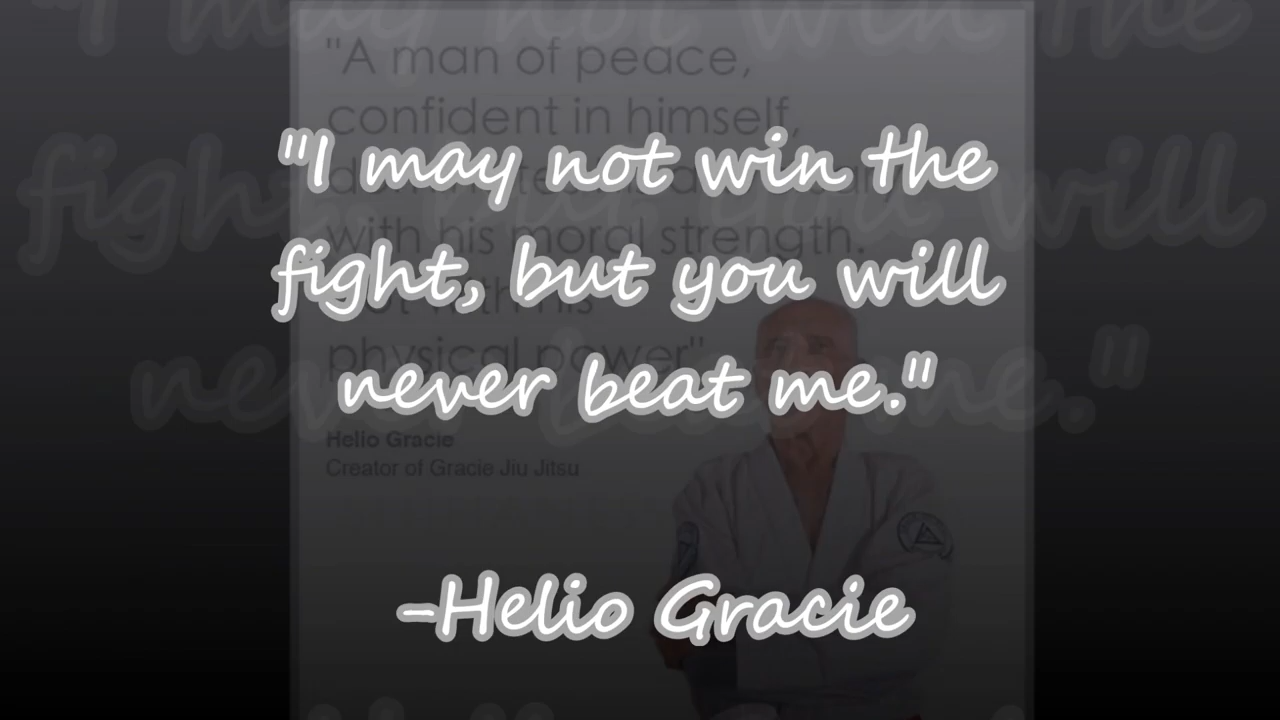 "I may not win the
fight, but you will
never beat me."
-Helio Gracie
"A man of peace,
confident in himself,
with his moral strength.
physical power"
Helio Gracie
Creator of Gracie Jiu Jitsu